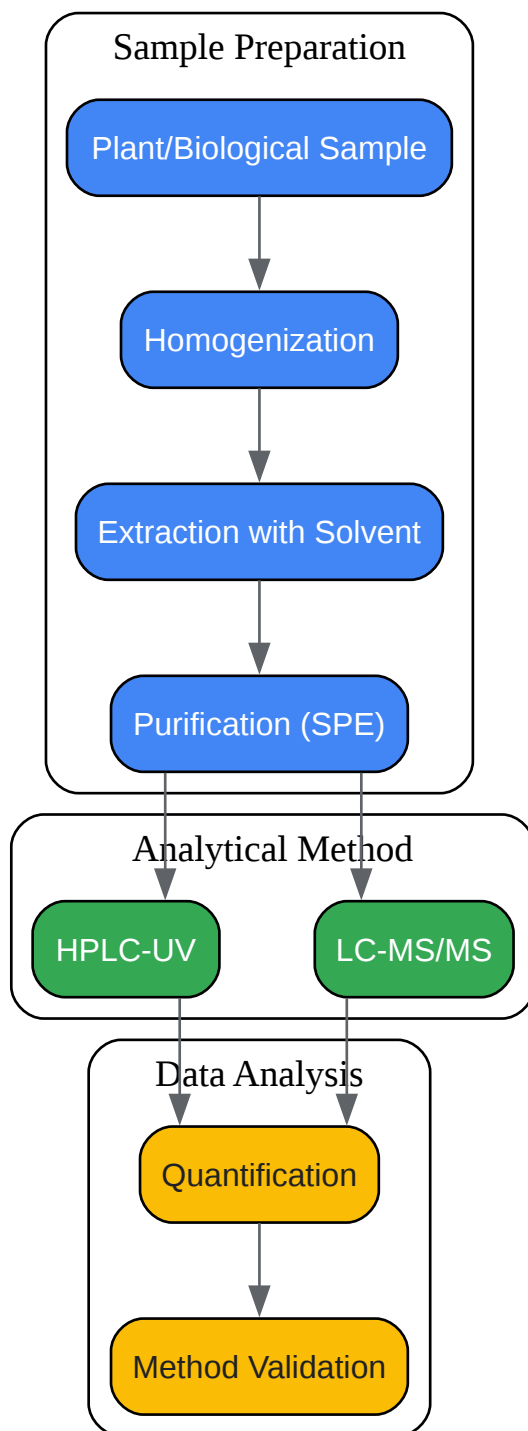 Sample Preparation
Plant/Biological Sample
Homogenization
Extraction with Solvent
Purification (SPE)
Analytical Method
HPLC-UV
LC-MS/MS
Data Analysis
Quantification
Method Validation